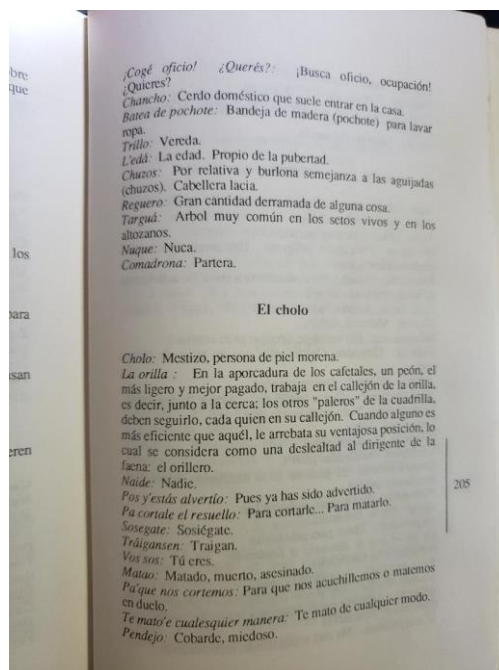 bre
que
los
para
usan
eren
¡Cogé oficio! ¿Querés?: ¡Busca oficio, ocupación!
¿Quieres?
Chancho: Cerdo doméstico que suele entrar en la casa.
Batea de pochote: Bandeja de madera (pochote) para lavar
ropa.
Trillo: Vereda.
L'edá: La edad. Propio de la pubertad.
Chuzos: Por relativa y burlona semejanza a las aguijadas
(chuzos). Cabellera lacia.
Reguero: Gran cantidad derramada de alguna cosa.
Targuá: Arbol muy común en los setos vivos y en los
altozanos.
Nuque: Nuca.
Comadrona: Partera.
El cholo
Cholo: Mestizo, persona de piel morena.
La orilla : En la aporcadura de los cafetales, un peón, el
más ligero y mejor pagado, trabaja en el callejón de la orilla,
es decir, junto a la cerca; los otros "paleros" de la cuadrilla,
deben seguirlo, cada quien en su callejón. Cuando alguno es
más eficiente que aquél, le arrebata su ventajosa posición, lo
cual se considera como una deslealtad al dirigente de la
faena: el orillero.
Naide: Nadie.
Pos y'estás alvertío: Pues ya has sido advertido.
Pa cortale el resuello: Para cortarle... Para matarlo.
Sosegate: Sosiégate.
Tráigansen: Traigan.
Vos sos: Tú eres.
Matao: Matado, muerto, asesinado.
Pa'que nos cortemos: Para que nos acuchillemos o matemos
en duelo.
Te mato'e cualesquier manera: Te mato de cualquier modo.
Pendejo: Cobarde, miedoso.
205